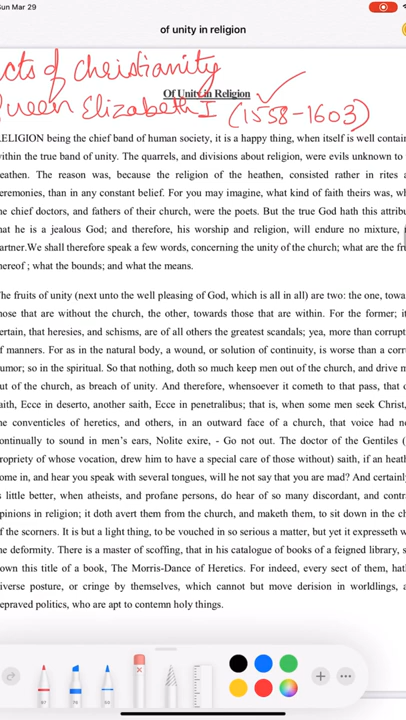 Sun Mar 29
of unity in religion
cts of christianity
Of Unity in Religion
ueen Elizabeth I (1558-1603)
ELIGION being the chief band of human society, it is a happy thing, when itself is well contain
ithin the true band of unity. The quarrels, and divisions about religion, were evils unknown to
eathen. The reason was, because the religion of the heathen, consisted rather in rites a
eremonies, than in any constant belief. For you may imagine, what kind of faith theirs was, wh
he chief doctors, and fathers of their church, were the poets. But the true God hath this attribu
hat he is a jealous God; and therefore, his worship and religion, will endure no mixture,
artner.We shall therefore speak a few words, concerning the unity of the church; what are the fru
hereof ; what the bounds; and what the means.
he fruits of unity (next unto the well pleasing of God, which is all in all) are two: the one, towa
hose that are without the church, the other, towards those that are within. For the former; it
ertain, that heresies, and schisms, are of all others the greatest scandals; yea, more than corrupt
f manners. For as in the natural body, a wound, or solution of continuity, is worse than a corr
umor; so in the spiritual. So that nothing, doth so much keep men out of the church, and drive m
ut of the church, as breach of unity. And therefore, whensoever it cometh to that pass, that o
aith, Ecce in deserto, another saith, Ecce in penetralibus; that is, when some men seek Christ,
he conventicles of heretics, and others, in an outward face of a church, that voice had ne
ontinually to sound in men's ears, Nolite exire, - Go not out. The doctor of the Gentiles (
ropriety of whose vocation, drew him to have a special care of those without) saith, if an heath
ome in, and hear you speak with several tongues, will he not say that you are mad? And certainly
s little better, when atheists, and profane persons, do hear of so many discordant, and contr
pinions in religion; it doth avert them from the church, and maketh them, to sit down in the ch
f the scorners. It is but a light thing, to be vouched in so serious a matter, but yet it expresseth w
he deformity. There is a master of scoffing, that in his catalogue of books of a feigned library, s
own this title of a book, The Morris-Dance of Heretics. For indeed, every sect of them, hath
iverse posture, or cringe by themselves, which cannot but move derision in worldlings, a
epraved politics, who are apt to contemn holy things.